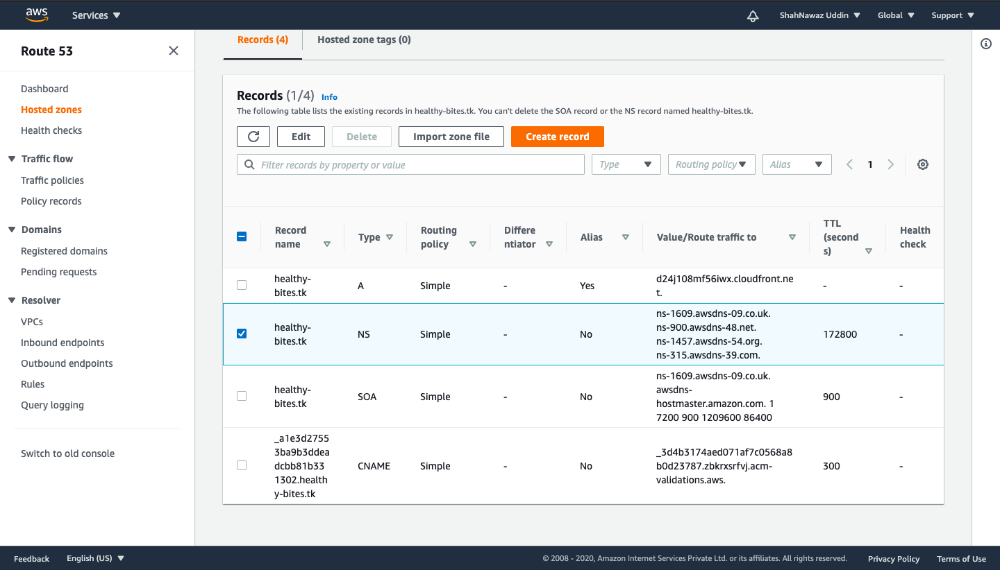 aws
Services
ShahNawaz Uddin
Global
Support
Route 53
Dashboard
Hosted zones
Health checks
Traffic flow
Traffic policies
Policy records
Domains
Registered domains
Pending requests
Resolver
VPCs
Inbound endpoints
Outbound endpoints
Rules
Query logging
Switch to old console
Records (4)
Hosted zone tags (0)
Records (1/4) Info
The following table lists the existing records in healthy-bites.tk. You can't delete the SOA record or the NS record named healthy-bites.tk.
Edit
Delete
Import zone file
Create record
Filter records by property or value
Type
Routing policy
Alias
1
Record
name
Type
Routing
policy
Differe
ntiator
Alias
Value/Route traffic to
TTL
(second
s)
Health
check
healthy-
bites.tk
A
Simple
-
Yes
d24j108mf56iwx.cloudfront.ne
t.
-
-
healthy-
bites.tk
NS
Simple
-
No
ns-1609.awsdns-09.co.uk.
ns-900.awsdns-48.net.
ns-1457.awsdns-54.org.
ns-315.awsdns-39.com.
172800
-
healthy-
bites.tk
SOA
Simple
-
No
ns-1609.awsdns-09.co.uk.
awsdns-
hostmaster.amazon.com. 1
7200 900 1209600 86400
900
-
_a1e3d2755
3ba9b3ddea
dcbb81b33
1302.health
y-bites.tk
CNAME
Simple
-
No
_3d4b3174aed071af7c0568a8
b0d23787.zbkrxsrfvj.acm-
validations.aws.
300
-
Feedback
English (US)
© 2008 - 2020, Amazon Internet Services Private Ltd. or its affiliates. All rights reserved.
Privacy Policy
Terms of Use